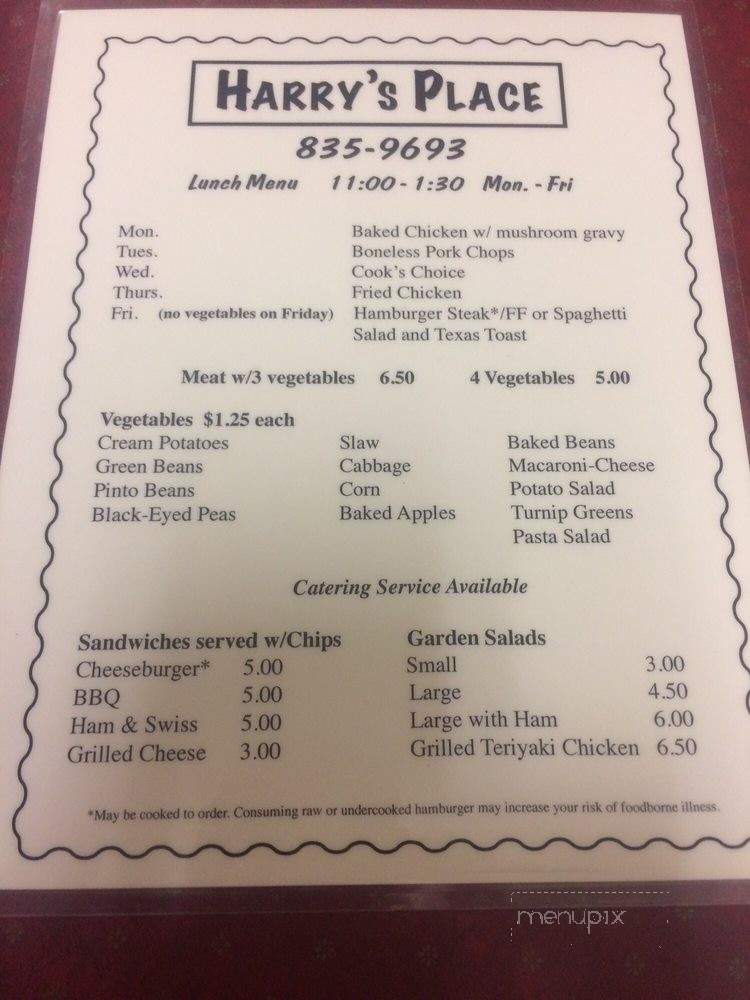 HARRY'S PLACE
835-9693
Lunch Menu 11:00 - 1:30 Mon. - Fri
Mon. Baked Chicken w/ mushroom gravy
Tues. Boneless Pork Chops
Wed. Cook's Choice
Thurs. Fried Chicken
Fri. (no vegetables on Friday) Hamburger Steak*/FF or Spaghetti
Salad and Texas Toast
Meat w/3 vegetables 6.50 4 Vegetables 5.00
Vegetables $1.25 each
Cream Potatoes Slaw Baked Beans
Green Beans Cabbage Macaroni-Cheese
Pinto Beans Corn Potato Salad
Black-Eyed Peas Baked Apples Turnip Greens
Pasta Salad
Catering Service Available
Sandwiches served w/Chips Garden Salads
Cheeseburger* 5.00 Small 3.00
BBQ 5.00 Large 4.50
Ham & Swiss 5.00 Large with Ham 6.00
Grilled Cheese 3.00 Grilled Teriyaki Chicken 6.50
*May be cooked to order. Consuming raw or undercooked hamburger may increase your risk of foodborne illness.
menupix